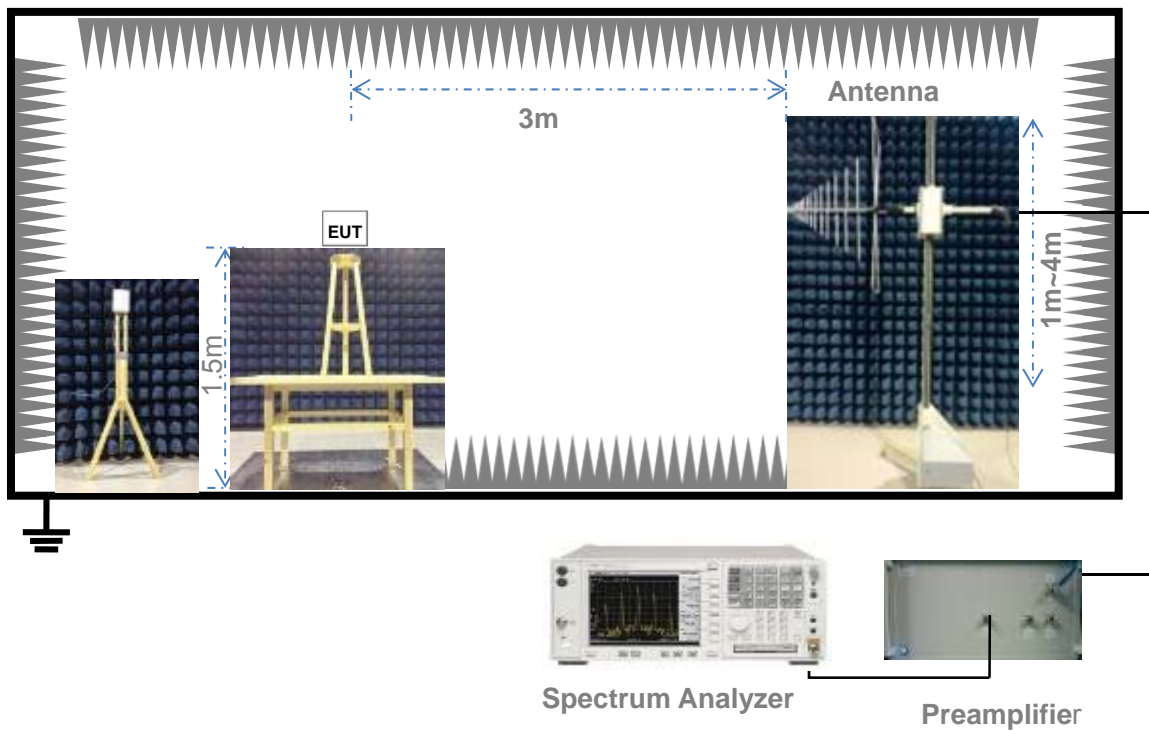 Antenna
3m
EUT
1.5m
1m~4m
Spectrum Analyzer
Preamplifier